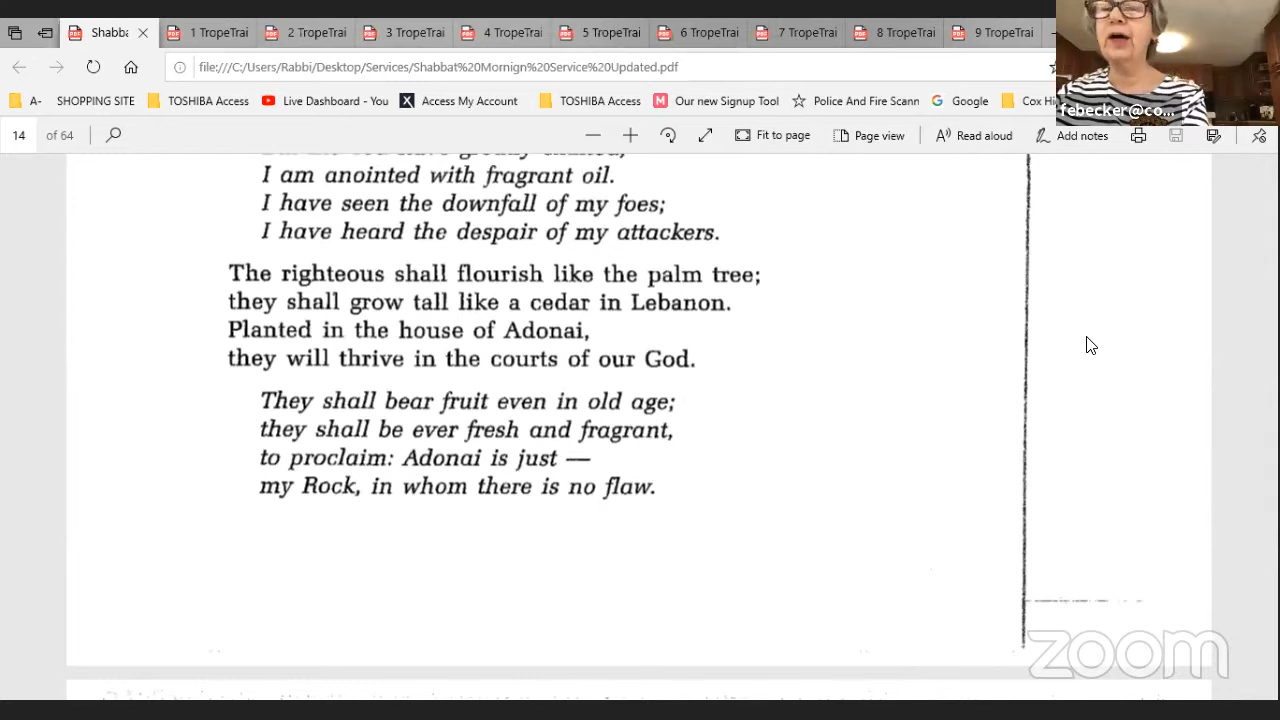 Shabba
1 TropeTrai
2 TropeTrai
3 TropeTrai
4 TropeTrai
5 TropeTrai
6 TropeTrai
7 TropeTrai
8 TropeTrai
9 TropeTrai
file:///C:/Users/Rabbi/Desktop/Services/Shabbat%20Mornign%20Service%20Updated.pdf
A- SHOPPING SITE
TOSHIBA Access
Live Dashboard - You
Access My Account
TOSHIBA Access
Our new Signup Tool
Police And Fire Scann
Google
Cox Hi
febecker@co...
14 of 64
Fit to page
Page view
Read aloud
Add notes
I am anointed with fragrant oil.
I have seen the downfall of my foes;
I have heard the despair of my attackers.
The righteous shall flourish like the palm tree;
they shall grow tall like a cedar in Lebanon.
Planted in the house of Adonai,
they will thrive in the courts of our God.
They shall bear fruit even in old age;
they shall be ever fresh and fragrant,
to proclaim: Adonai is just —
my Rock, in whom there is no flaw.
zoom